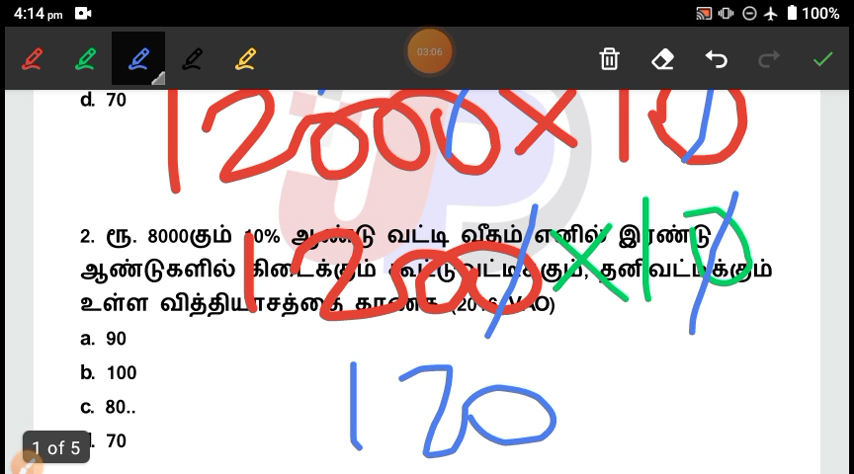 4:14 pm 100%
03:06
d. 70
12000 × 10
2. ரூ. 8000கும் 10% ஆண்டு வட்டி வீதம் எனில் இரண்டு
ஆண்டுகளில் கிடைக்கும் கூட்டுவட்டிக்கும், தனிவட்டிக்கும்
உள்ள வித்தியாசத்தை காண்க (2016 VAO)
1200 × 10
a. 90
b. 100
120
c. 80..
70
1 of 5